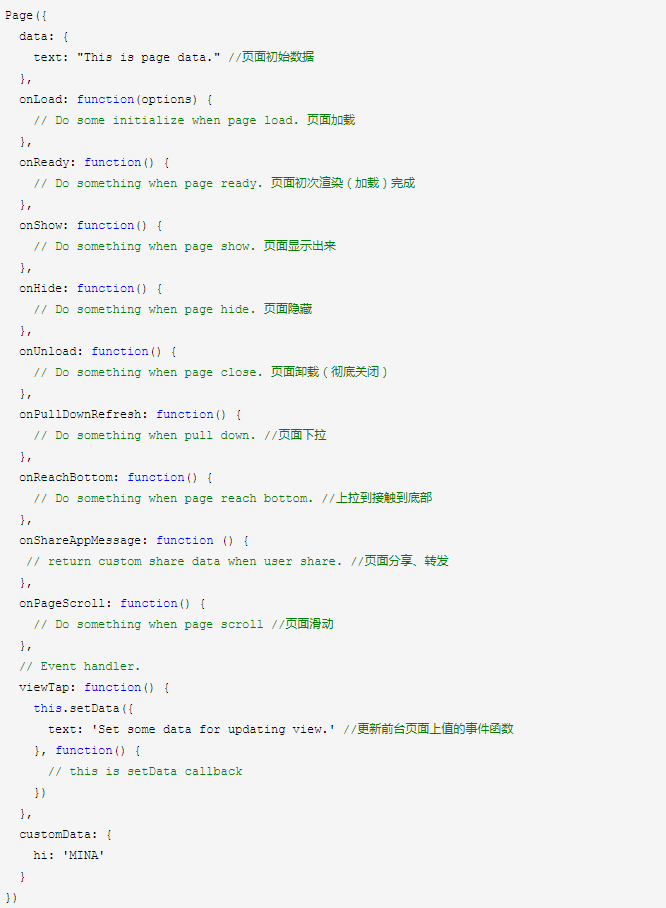 Page({
  data: {
    text: "This is page data." //页面初始数据
  },
  onLoad: function(options) {
    // Do some initialize when page load. 页面加载
  },
  onReady: function() {
    // Do something when page ready. 页面初次渲染（加载）完成
  },
  onShow: function() {
    // Do something when page show. 页面显示出来
  },
  onHide: function() {
    // Do something when page hide. 页面隐藏
  },
  onUnload: function() {
    // Do something when page close. 页面卸载（彻底关闭）
  },
  onPullDownRefresh: function() {
    // Do something when pull down. //页面下拉
  },
  onReachBottom: function() {
    // Do something when page reach bottom. //上拉到接触到底部
  },
  onShareAppMessage: function () {
   // return custom share data when user share. //页面分享、转发
  },
  onPageScroll: function() {
    // Do something when page scroll //页面滑动
  },
  // Event handler.
  viewTap: function() {
    this.setData({
      text: 'Set some data for updating view.' //更新前台页面上值的事件函数
    }, function() {
      // this is setData callback
    })
  },
  customData: {
    hi: 'MINA'
  }
})